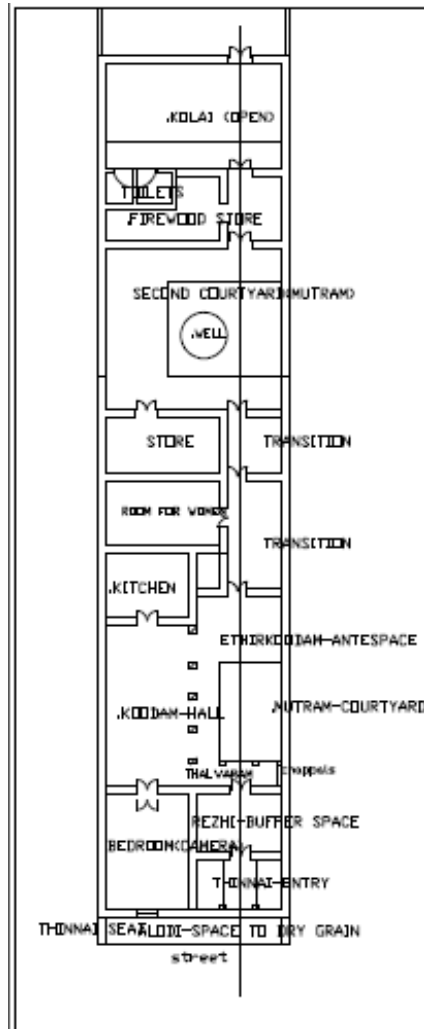 .KOLAI (OPEN)
TOILETS
.FIREWOOD STORE
SECOND COURTYARD(MUTRAM)
.WELL
STORE
TRANSITION
ROOM FOR WOMEN
TRANSITION
.KITCHEN
ETHIRKOODAM-ANTESPACE
.MUTRAM-COURTYARD
.KOODAM-HALL
THALVARAM
chappals
REZHI-BUFFER SPACE
BEDROOM(CAMERA)
THINNAI-ENTRY
THINNAI SEAT
ALODI-SPACE TO DRY GRAIN
street